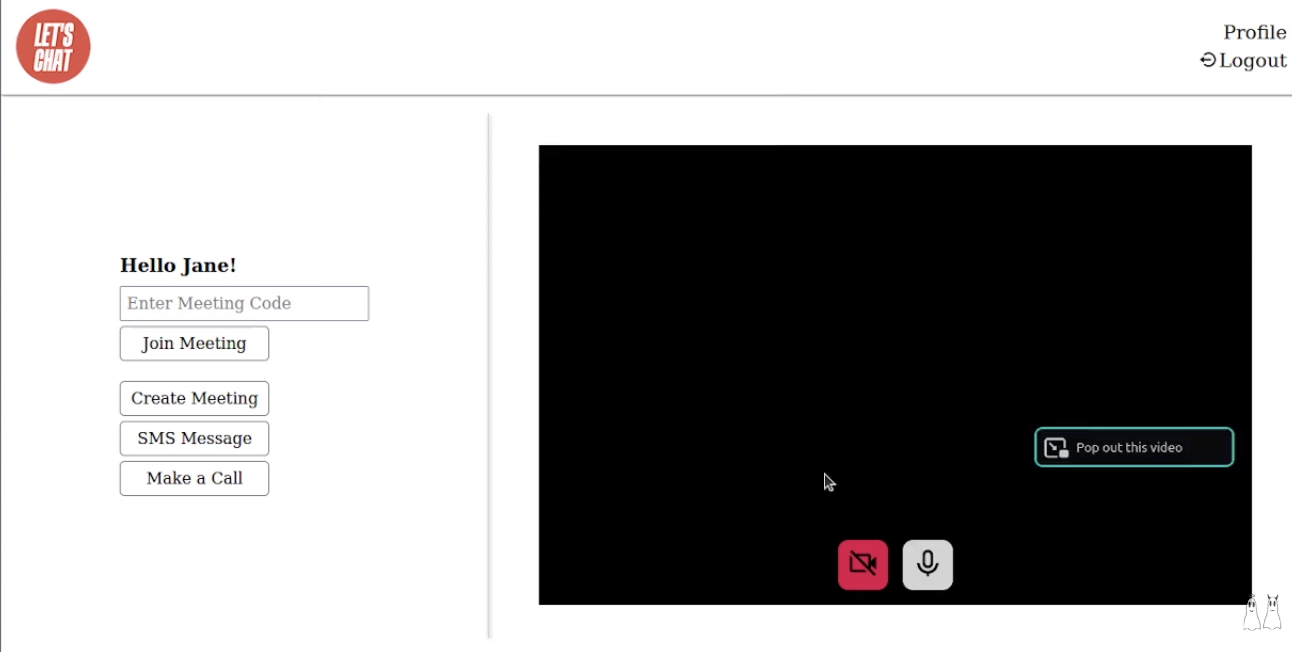 LET'S
CHAT
Profile
Logout
Hello Jane!
Enter Meeting Code
Join Meeting
Create Meeting
SMS Message
Make a Call
Pop out this video